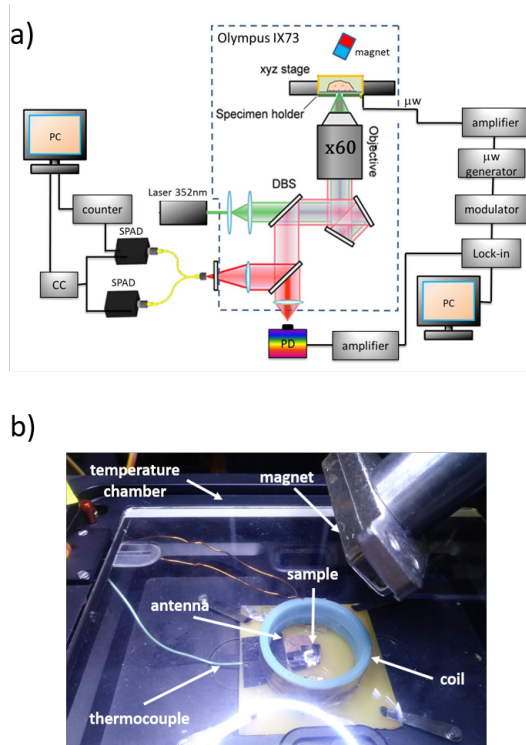 a)
Olympus IX73
magnet
xyz stage
Specimen holder
μw
amplifier
PC
x60
Objective
μw
generator
DBS
Laser 352nm
modulator
counter
SPAD
Lock-in
CC
SPAD
PC
PD
amplifier
b)
temperature
chamber
magnet
sample
antenna
coil
thermocouple